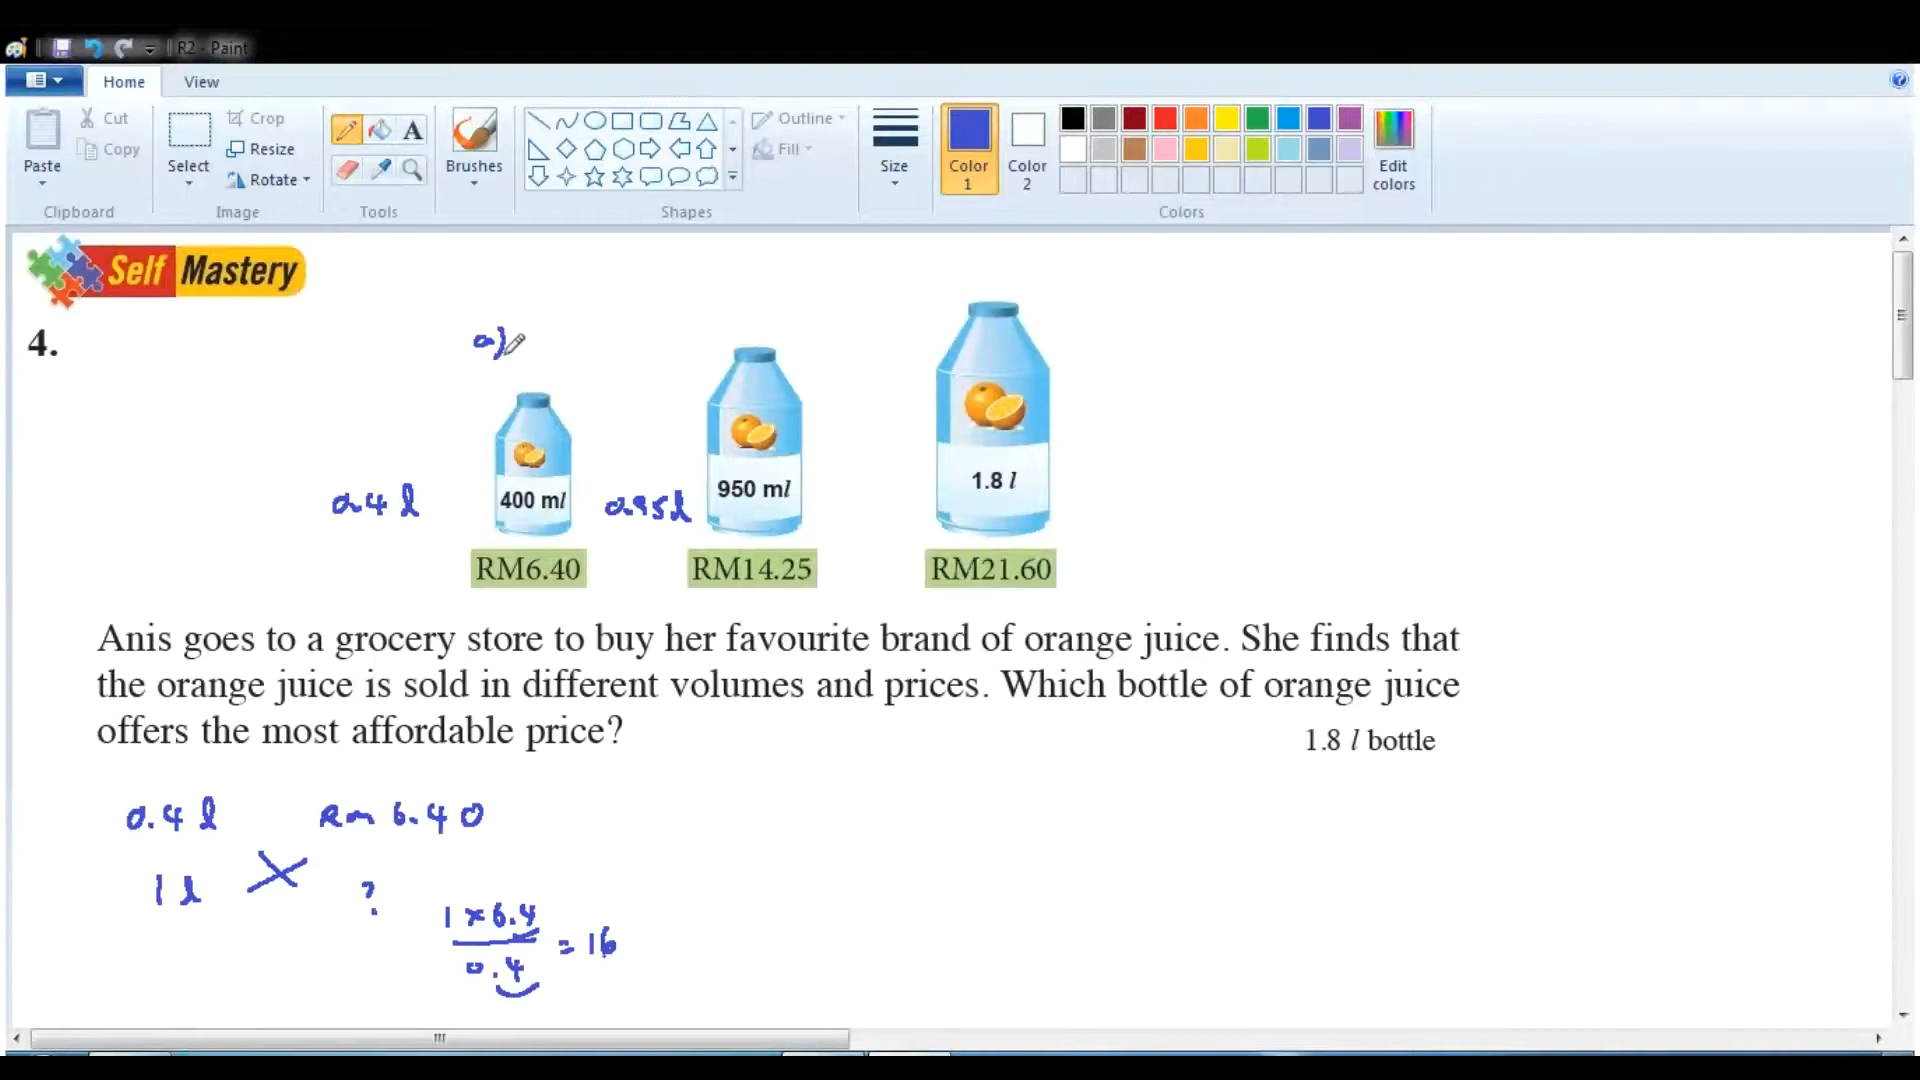 R2 - Paint
Home View
Paste
Cut
Copy
Clipboard
Select
Crop
Resize
Rotate
Image
A
Tools
Brushes
Outline
Fill
Shapes
Size
Color 1
Color 2
Edit colors
Colors
Self Mastery
4.
a)
0.4 l
400 ml
0.95 l
950 ml
1.8 l
RM6.40 RM14.25 RM21.60
Anis goes to a grocery store to buy her favourite brand of orange juice. She finds that
the orange juice is sold in different volumes and prices. Which bottle of orange juice
offers the most affordable price?
1.8 l bottle
0.4 l Rm 6.40
1 l ?
1 × 6.4
0.4
= 16